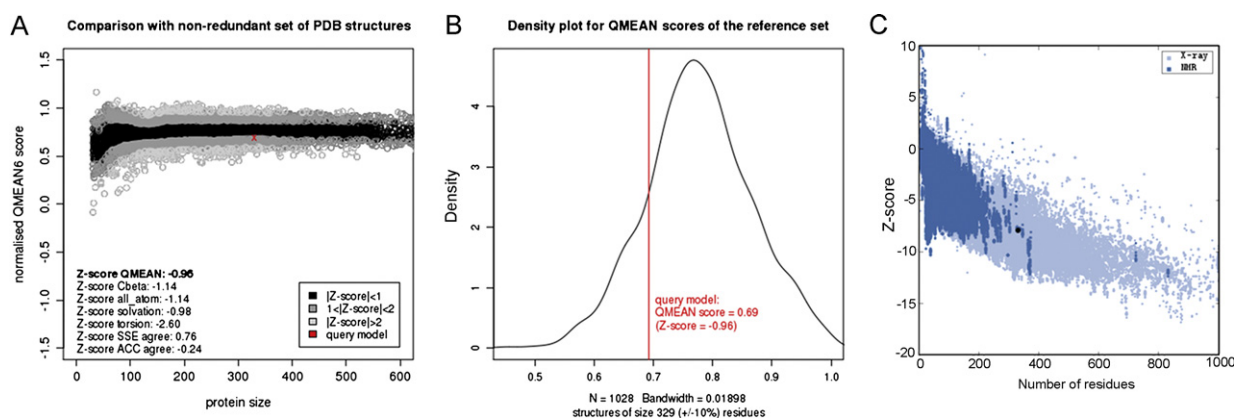 A
Comparison with non-redundant set of PDB structures
normalised QMEAN6 score
1.5
1.0
0.5
0.0
-0.5
-1.0
-1.5
Z-score QMEAN: -0.96
Z-score Cbeta: -1.14
Z-score all_atom: -1.14
Z-score solvation: -0.98
Z-score torsion: -2.60
Z-score SSE agree: 0.76
Z-score ACC agree: -0.24
|Z-score|<1
1<|Z-score|<2
|Z-score|>2
query model
0 100 200 300 400 500 600
protein size
B
Density plot for QMEAN scores of the reference set
Density
4
3
2
1
0
query model:
QMEAN score = 0.69
(Z-score = -0.96)
0.5 0.6 0.7 0.8 0.9 1.0
N = 1028 Bandwidth = 0.01898
structures of size 329 (+/-10%) residues
C
Z-score
10
5
0
-5
-10
-15
-20
X-ray
NMR
0 200 400 600 800 1000
Number of residues